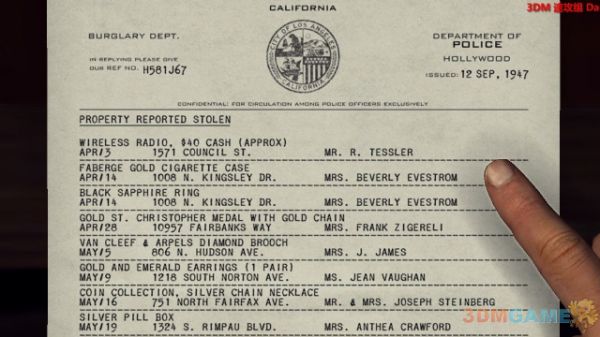 CALIFORNIA
3DM 速攻组 Da
BURGLARY DEPT.
DEPARTMENT OF
POLICE
HOLLYWOOD
IN REPLYING PLEASE GIVE
OUR REF NO. H581J67
ISSUED: 12 SEP, 1947
CITY OF LOS ANGELES
CONFIDENTIAL: FOR CIRCULATION AMONG POLICE OFFICERS EXCLUSIVELY
PROPERTY REPORTED STOLEN
WIRELESS RADIO, $40 CASH (APPROX)
APR/3 1571 COUNCIL ST. MR. R. TESSLER
FABERGE GOLD CIGARETTE CASE
APR/14 1008 N. KINGSLEY DR. MRS. BEVERLY EVESTROM
BLACK SAPPHIRE RING
APR/14 1008 N. KINGSLEY DR. MRS. BEVERLY EVESTROM
GOLD ST. CHRISTOPHER MEDAL WITH GOLD CHAIN
APR/28 10957 FAIRBANKS WAY MRS. FRANK ZIGERELI
VAN CLEEF & ARPELS DIAMOND BROOCH
MAY/5 806 N. HUDSON AVE. MRS. J. JAMES
GOLD AND EMERALD EARRINGS (1 PAIR)
MAY/9 1218 SOUTH NORTON AVE. MS. JEAN VAUGHAN
COIN COLLECTION, SILVER CHAIN NECKLACE
MAY/16 751 NORTH FAIRFAX AVE. MR. & MRS. JOSEPH STEINBERG
SILVER PILL BOX
MAY/19 1324 S. RIMPAU BLVD. MRS. ANTHEA CRAWFORD
3DMGAME